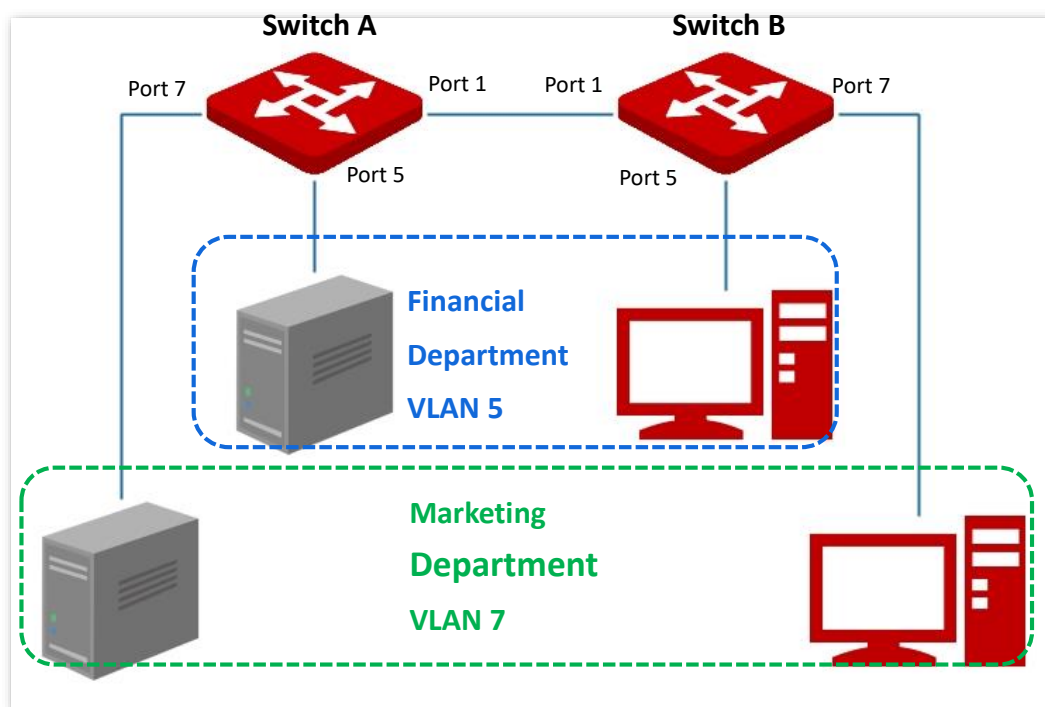 Switch A
Switch B
Port 7
Port 1
Port 1
Port 7
Port 5
Port 5
Financial
Department
VLAN 5
Marketing
Department
VLAN 7